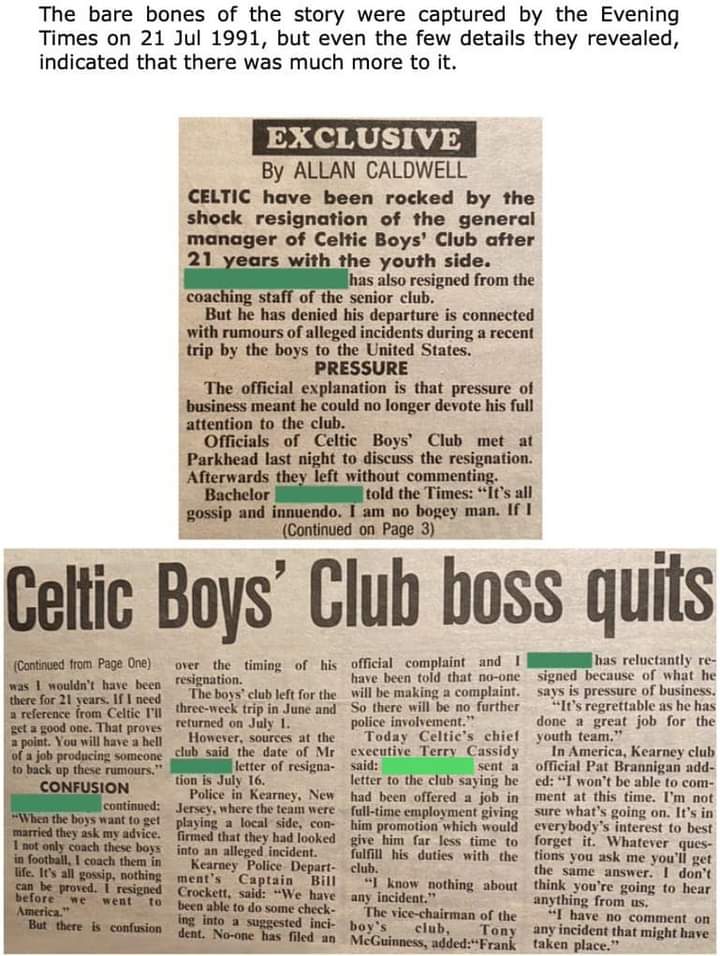 The bare bones of the story were captured by the Evening
Times on 21 Jul 1991, but even the few details they revealed,
indicated that there was much more to it.
EXCLUSIVE
By ALLAN CALDWELL
CELTIC have been rocked by the
shock resignation of the general
manager of Celtic Boys' Club after
21 years with the youth side.
has also resigned from the
coaching staff of the senior club.
But he has denied his departure is connected
with rumours of alleged incidents during a recent
trip by the boys to the United States.
PRESSURE
The official explanation is that pressure of
business meant he could no longer devote his full
attention to the club.
Officials of Celtic Boys' Club met at
Parkhead last night to discuss the resignation.
Afterwards they left without commenting.
Bachelor told the Times: "It's all
gossip and innuendo. I am no bogey man. If I
(Continued on Page 3)
Celtic Boys' Club boss quits
(Continued from Page One)
was I wouldn't have been
there for 21 years. If I need
a reference from Celtic I'll
get a good one. That proves
a point. You will have a hell
of a job producing someone
to back up these rumours."
CONFUSION
continued:
"When the boys want to get
married they ask my advice.
I not only coach these boys
in football, I coach them in
life. It's all gossip, nothing
can be proved. I resigned
before we went to
America."
But there is confusion
over the timing of his
resignation.
The boys' club left for the
three-week trip in June and
returned on July 1.
However, sources at the
club said the date of Mr
letter of resigna-
tion is July 16.
Police in Kearney, New
Jersey, where the team were
playing a local side, con-
firmed that they had looked
into an alleged incident.
Kearney Police Depart-
ment's Captain Bill
Crockett, said: "We have
been able to do some check-
ing into a suggested inci-
dent. No-one has filed an
official complaint and I
have been told that no-one
will be making a complaint.
So there will be no further
police involvement."
Today Celtic's chief
executive Terry Cassidy
said: sent a
letter to the club saying he
had been offered a job in
full-time employment giving
him promotion which would
give him far less time to
fulfill his duties with the
club.
"I know nothing about
any incident."
The vice-chairman of the
boy's club, Tony
McGuinness, added:"Frank
has reluctantly re-
signed because of what he
says is pressure of business.
"It's regrettable as he has
done a great job for the
youth team."
In America, Kearney club
official Pat Brannigan add-
ed: "I won't be able to com-
ment at this time. I'm not
sure what's going on. It's in
everybody's interest to best
forget it. Whatever ques-
tions you ask me you'll get
the same answer. I don't
think you're going to hear
anything from us.
"I have no comment on
any incident that might have
taken place."